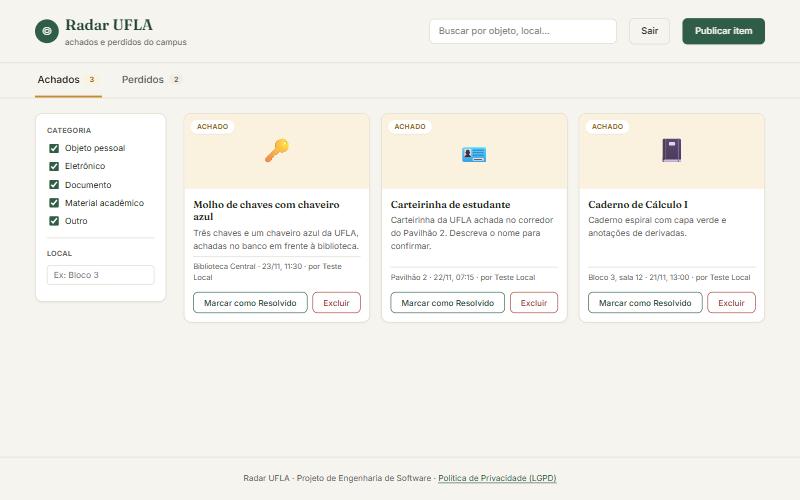 Radar UFLA
achados e perdidos do campus
Buscar por objeto, local...
Sair
Publicar item
Achados 3
Perdidos 2
CATEGORIA
Objeto pessoal
Eletrônico
Documento
Material acadêmico
Outro
LOCAL
Ex: Bloco 3
ACHADO
Molho de chaves com chaveiro
azul
Três chaves e um chaveiro azul da UFLA,
achadas no banco em frente à biblioteca.
Biblioteca Central · 23/11, 11:30 · por Teste
Local
Marcar como Resolvido
Excluir
ACHADO
Carteirinha de estudante
Carteirinha da UFLA achada no corredor
do Pavilhão 2. Descreva o nome para
confirmar.
Pavilhão 2 · 22/11, 07:15 · por Teste Local
Marcar como Resolvido
Excluir
ACHADO
Caderno de Cálculo I
Caderno espiral com capa verde e
anotações de derivadas.
Bloco 3, sala 12 · 21/11, 13:00 · por Teste Local
Marcar como Resolvido
Excluir
Radar UFLA · Projeto de Engenharia de Software · Política de Privacidade (LGPD)